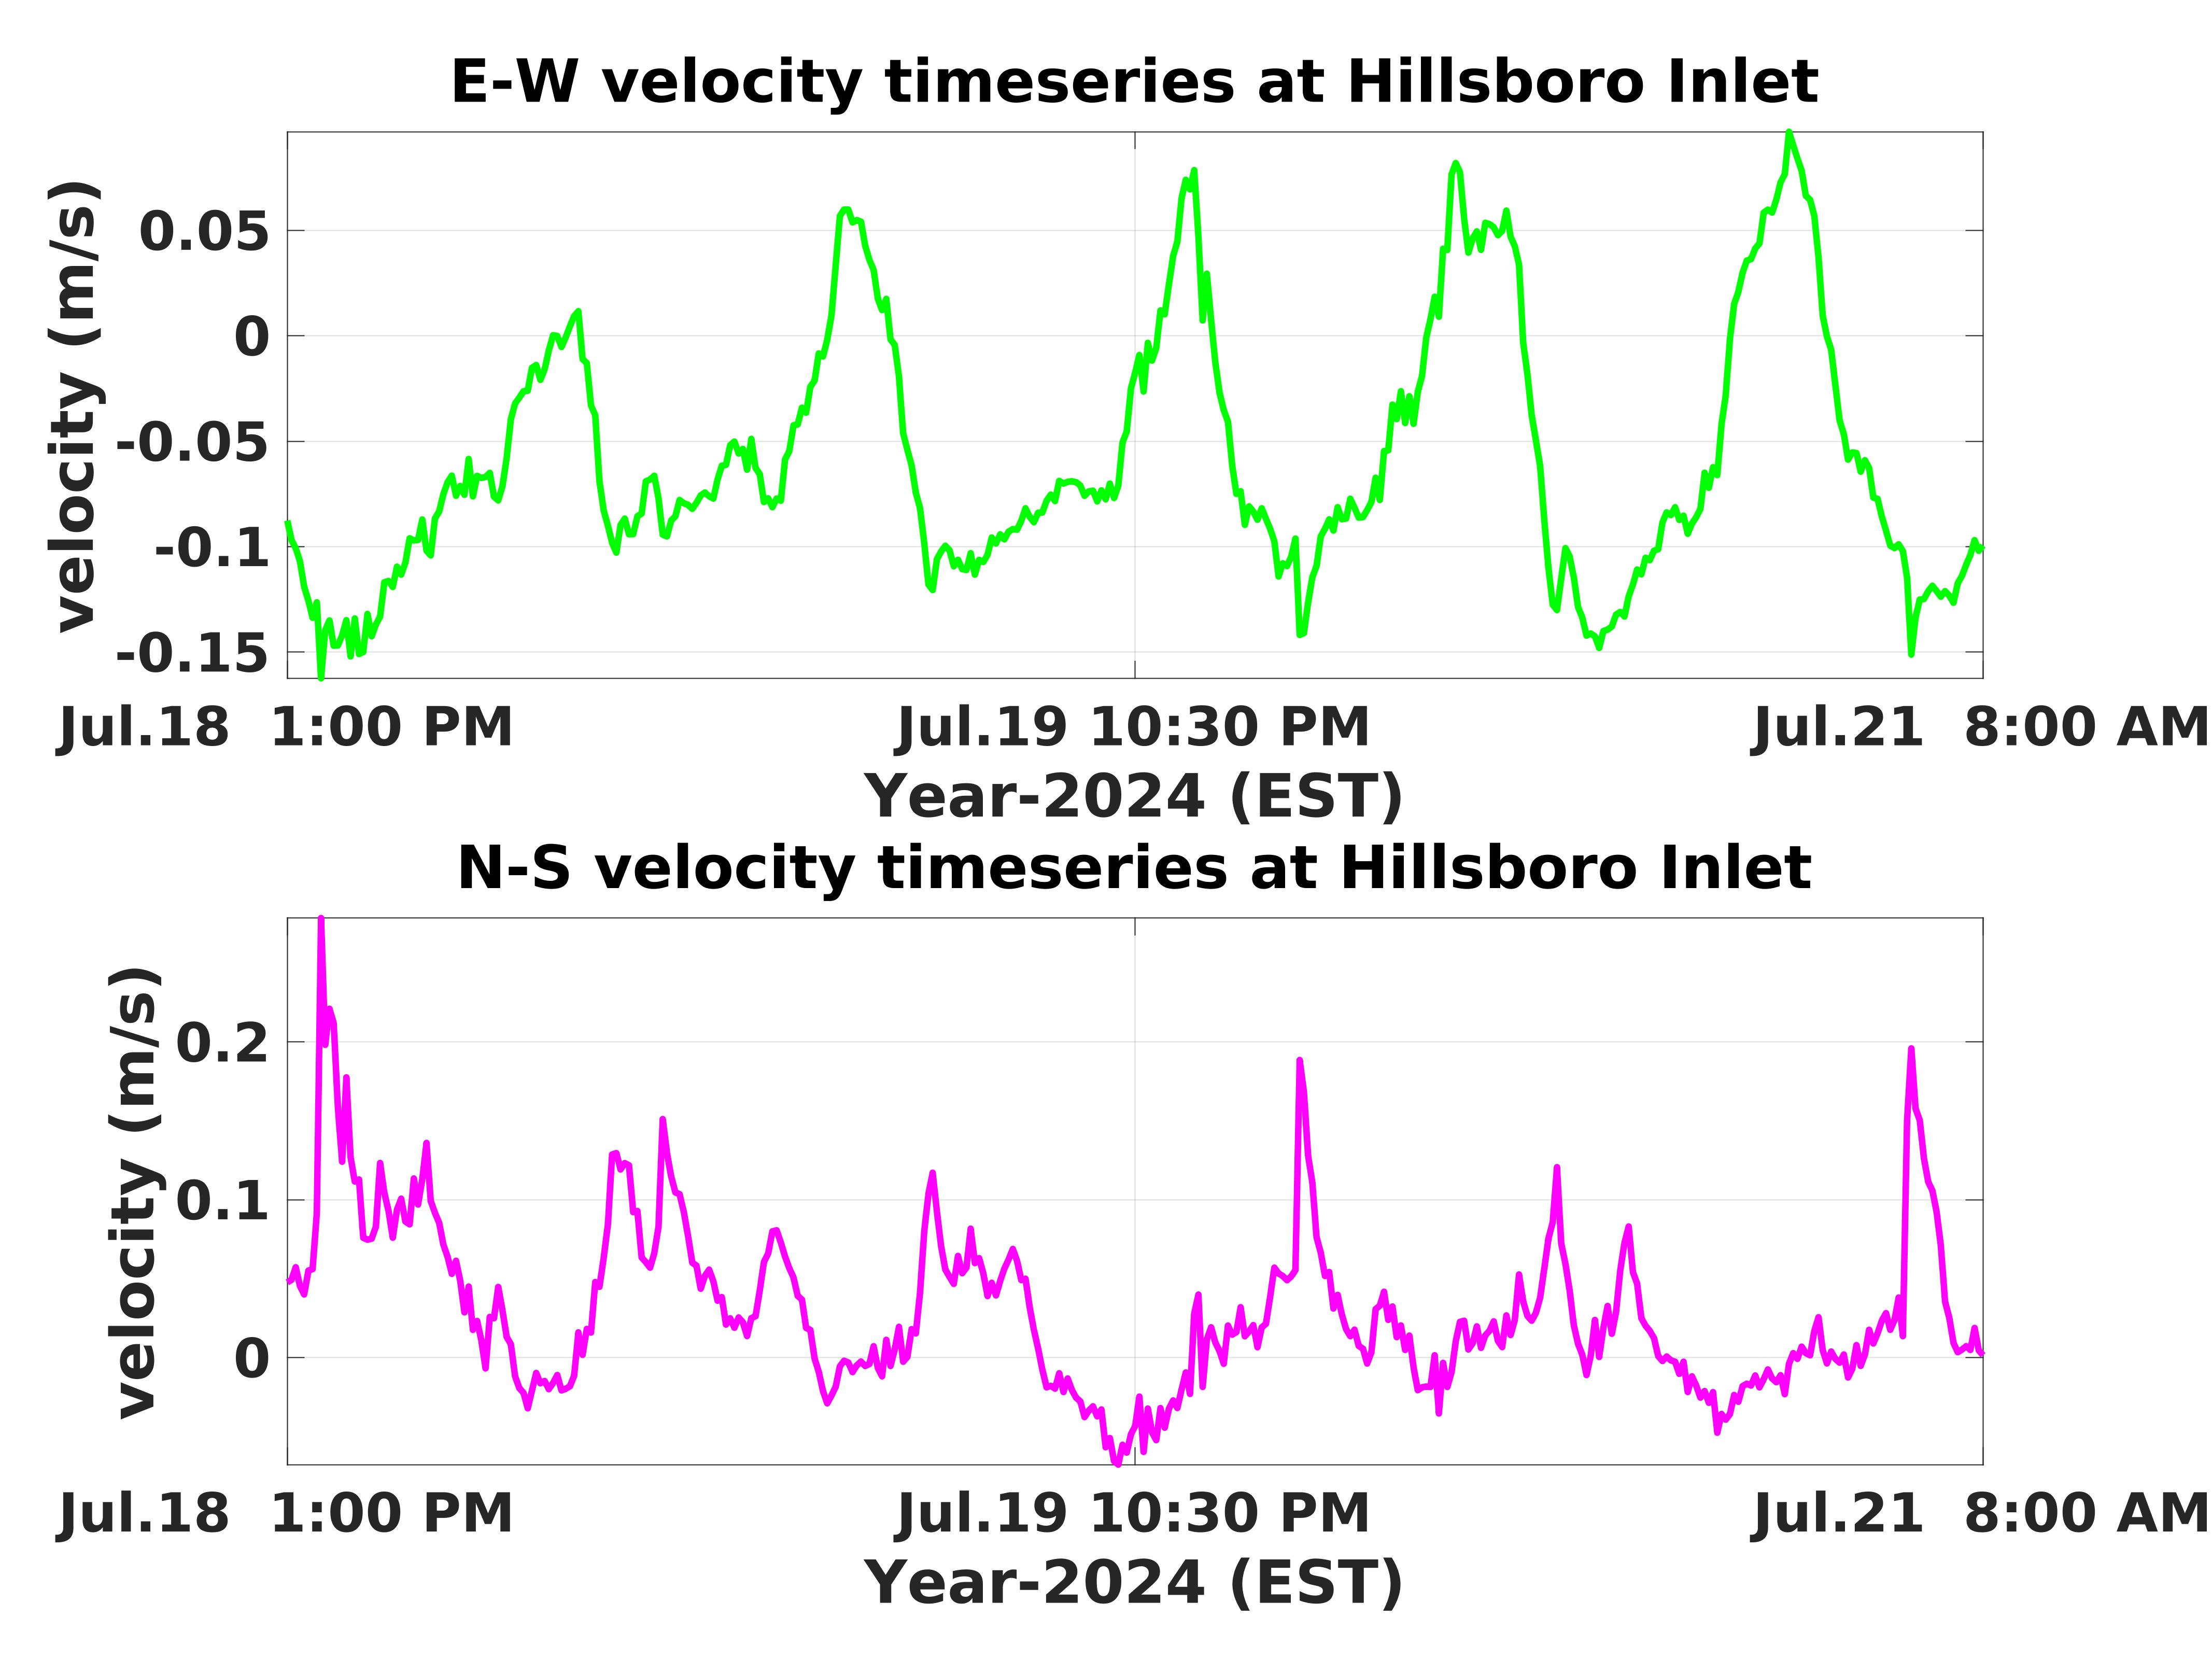 E-W velocity timeseries at Hillsboro Inlet
velocity (m/s)
0.05
0
-0.05
-0.1
-0.15
Jul.18  1:00 PM
Jul.19 10:30 PM
Jul.21  8:00 AM
Year-2024 (EST)
N-S velocity timeseries at Hillsboro Inlet
velocity (m/s)
0.2
0.1
0
Jul.18  1:00 PM
Jul.19 10:30 PM
Jul.21  8:00 AM
Year-2024 (EST)